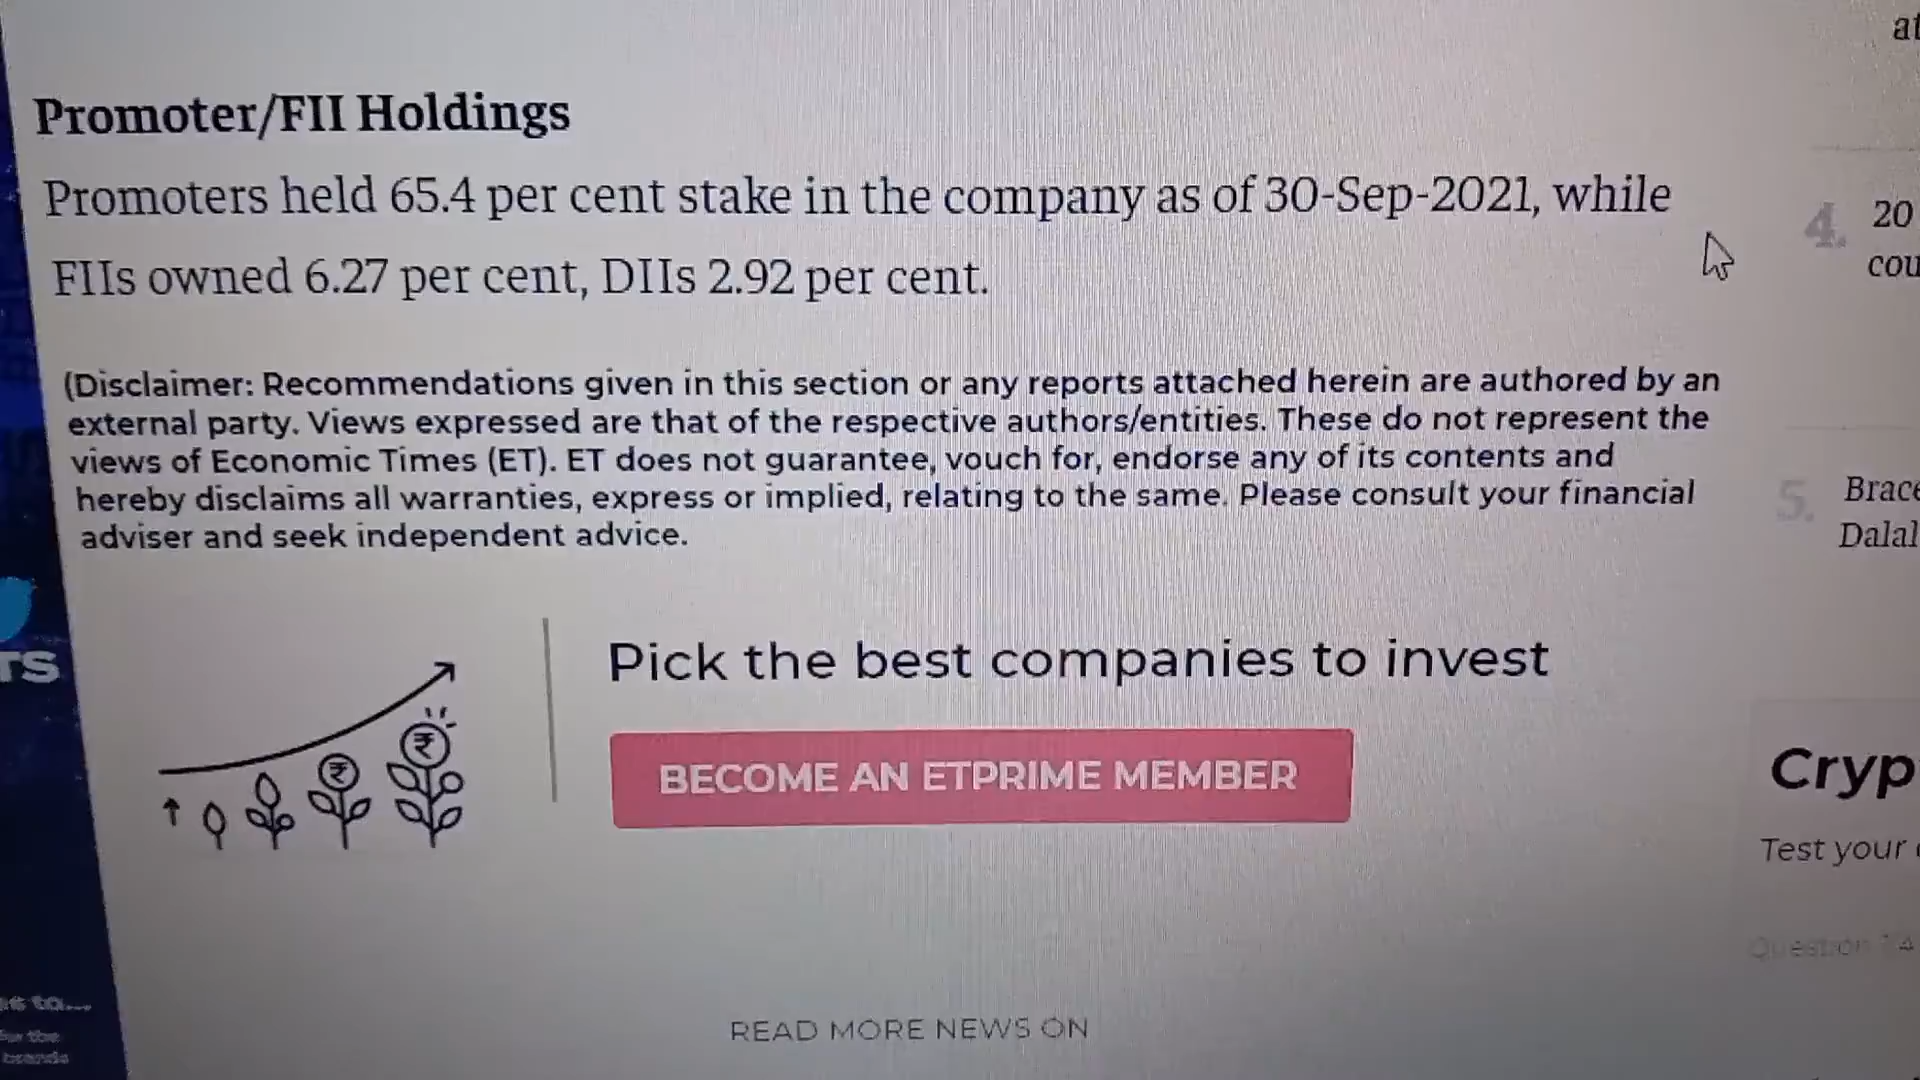 Promoter/FII Holdings
Promoters held 65.4 per cent stake in the company as of 30-Sep-2021, while
FIIs owned 6.27 per cent, DIIs 2.92 per cent.
(Disclaimer: Recommendations given in this section or any reports attached herein are authored by an
external party. Views expressed are that of the respective authors/entities. These do not represent the
views of Economic Times (ET). ET does not guarantee, vouch for, endorse any of its contents and
hereby disclaims all warranties, express or implied, relating to the same. Please consult your financial
adviser and seek independent advice.
Pick the best companies to invest
BECOME AN ETPRIME MEMBER
READ MORE NEWS ON
4. 20
cou
5. Brace
Dalal
Cryp
Test your
Question
TS
to...
the
brands